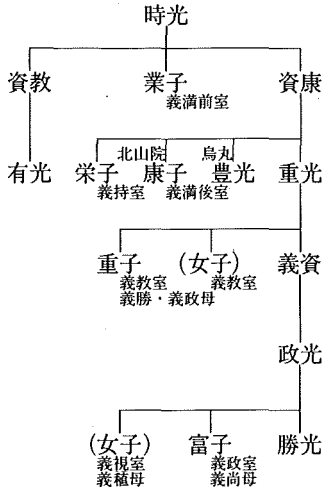 時光
資康
業子
義満前室
資教
重光
烏丸
豊光
北山院
康子
義満後室
栄子
義持室
有光
義資
(女子)
義教室
重子
義教室
義勝・義政母
政光
勝光
富子
義政室
義尚母
(女子)
義視室
義稙母